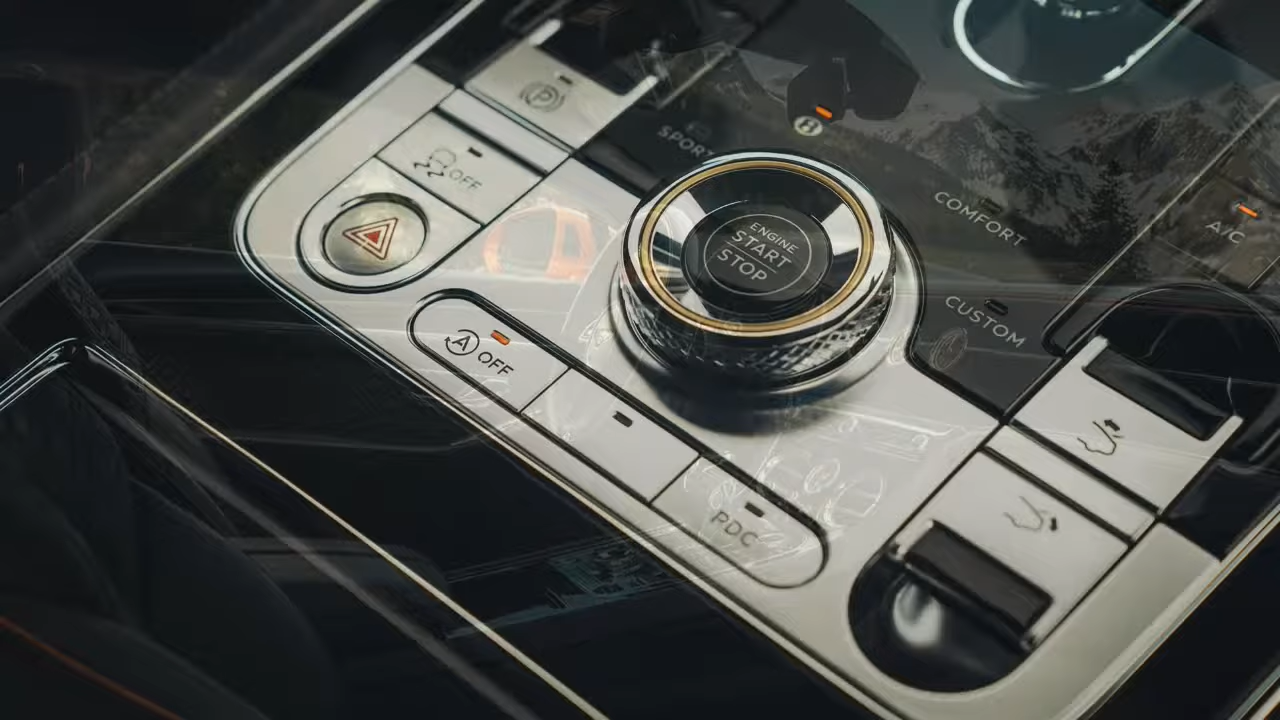 P
OFF
SPORT
B
COMFORT
A/C
ENGINE
START
STOP
CUSTOM
A OFF
PDC